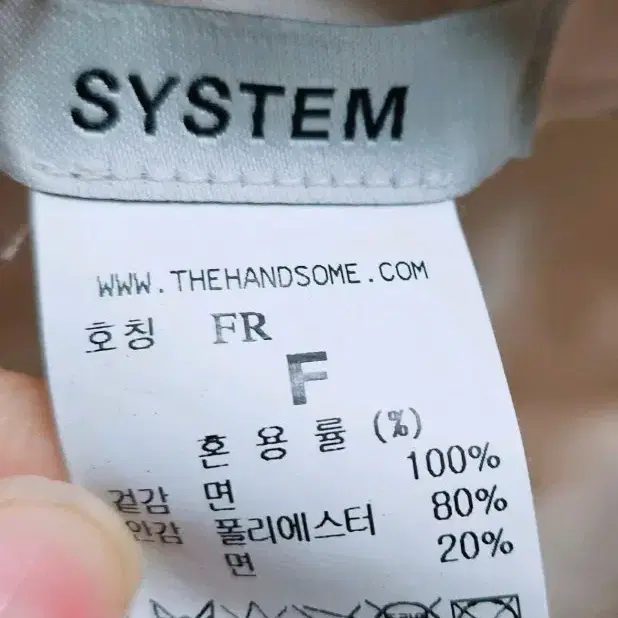 SYSTEM
WWW.THEHANDSOME.COM
호칭 FR
F
혼 용 률 (%)
겉감 면 100%
안감 폴리에스터 80%
면 20%